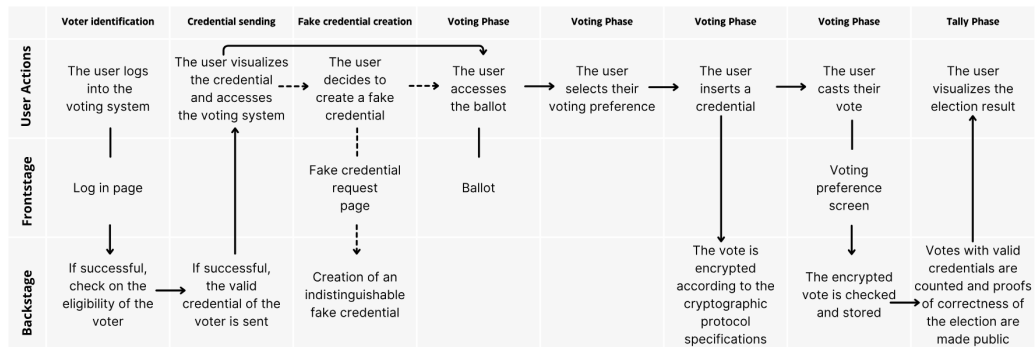 Voter identification
Credential sending
Fake credential creation
Voting Phase
Voting Phase
Voting Phase
Voting Phase
Tally Phase
User Actions
The user logs
into the
voting system
The user visualizes
the credential
and accesses
the voting system
The user
decides to
create a fake
credential
The user
accesses
the ballot
The user
selects their
voting preference
The user
inserts a
credential
The user
casts their
vote
The user
visualizes the
election result
Frontstage
Log in page
Fake credential
request
page
Ballot
Voting
preference
screen
Backstage
If successful,
check on the
eligibility of the
voter
If successful,
the valid
credential of the
voter is sent
Creation of an
indistinguishable
fake credential
The vote is
encrypted
according to the
cryptographic
protocol
specifications
The encrypted
vote is checked
and stored
Votes with valid
credentials are
counted and proofs
of correctness of
the election are
made public